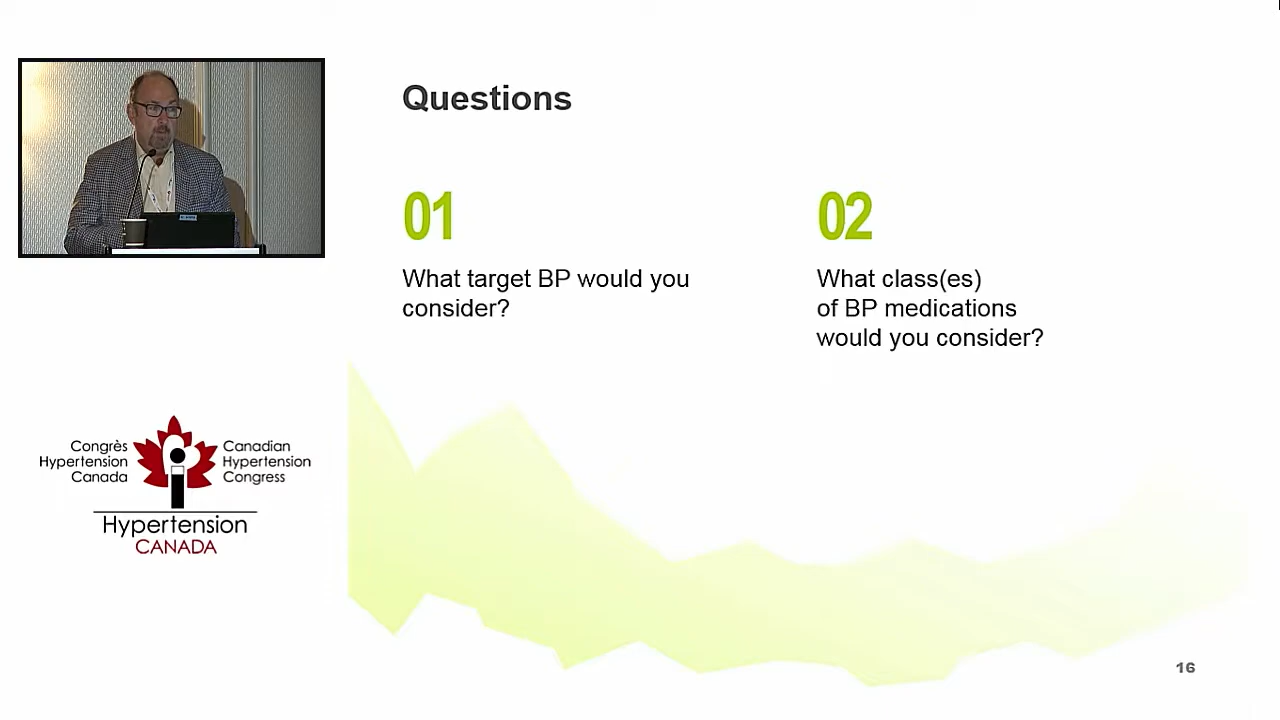 Questions
01
What target BP would you
consider?
02
What class(es)
of BP medications
would you consider?
Congrès
Hypertension
Canada
Canadian
Hypertension
Congress
Hypertension
CANADA
16